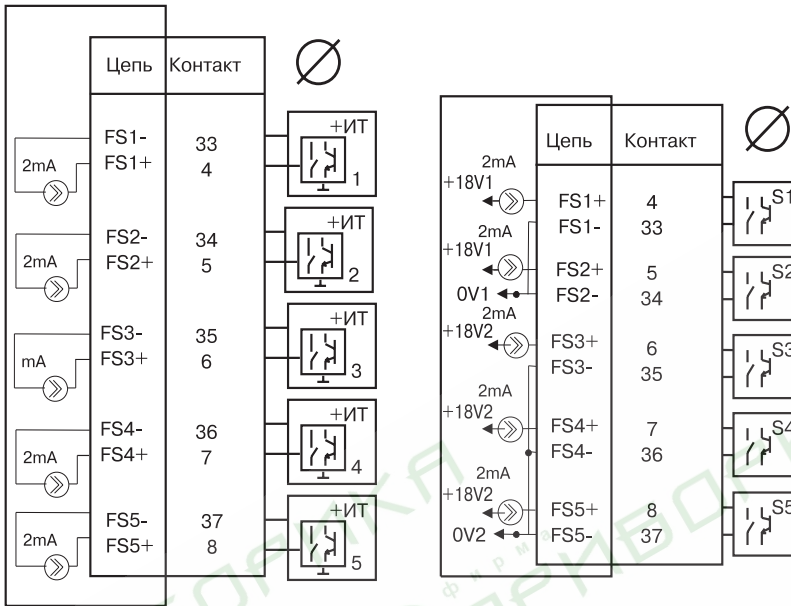 Цепь Контакт
FS1- 33 +ИТ
2mA FS1+ 4 1
FS2- 34 +ИТ
2mA FS2+ 5 2
FS3- 35 +ИТ
mA FS3+ 6 3
FS4- 36 +ИТ
2mA FS4+ 7 4
FS5- 37 +ИТ
2mA FS5+ 8 5
Цепь Контакт
2mA
+18V1 FS1+ 4 S1
FS1- 33
2mA
+18V1 FS2+ 5 S2
0V1 FS2- 34
2mA
+18V2 FS3+ 6 S3
FS3- 35
2mA
+18V2 FS4+ 7 S4
FS4- 36
2mA
+18V2 FS5+ 8 S5
0V2 FS5- 37
фирма